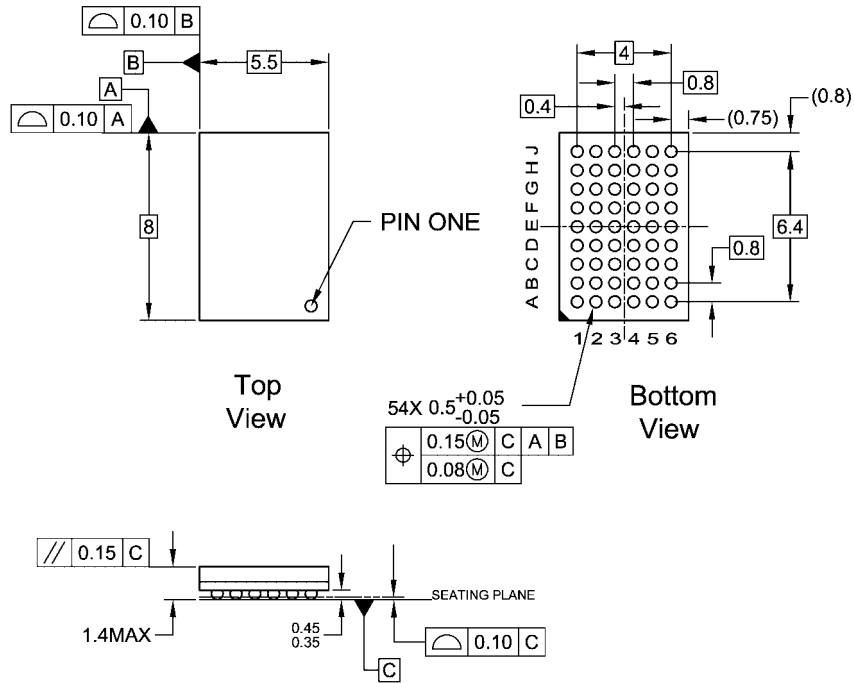 ⌓ 0.10 B
B
5.5
A
⌓ 0.10 A
8
PIN ONE
Top
View
4
0.8
0.4
(0.75)
(0.8)
J
H
G
F
E
D
C
B
A
6.4
0.8
1 2 3 4 5 6
54X 0.5 +0.05
-0.05
⌖ 0.15 Ⓜ C A B
0.08 Ⓜ C
Bottom
View
// 0.15 C
SEATING PLANE
1.4MAX
0.45
0.35
⌓ 0.10 C
C